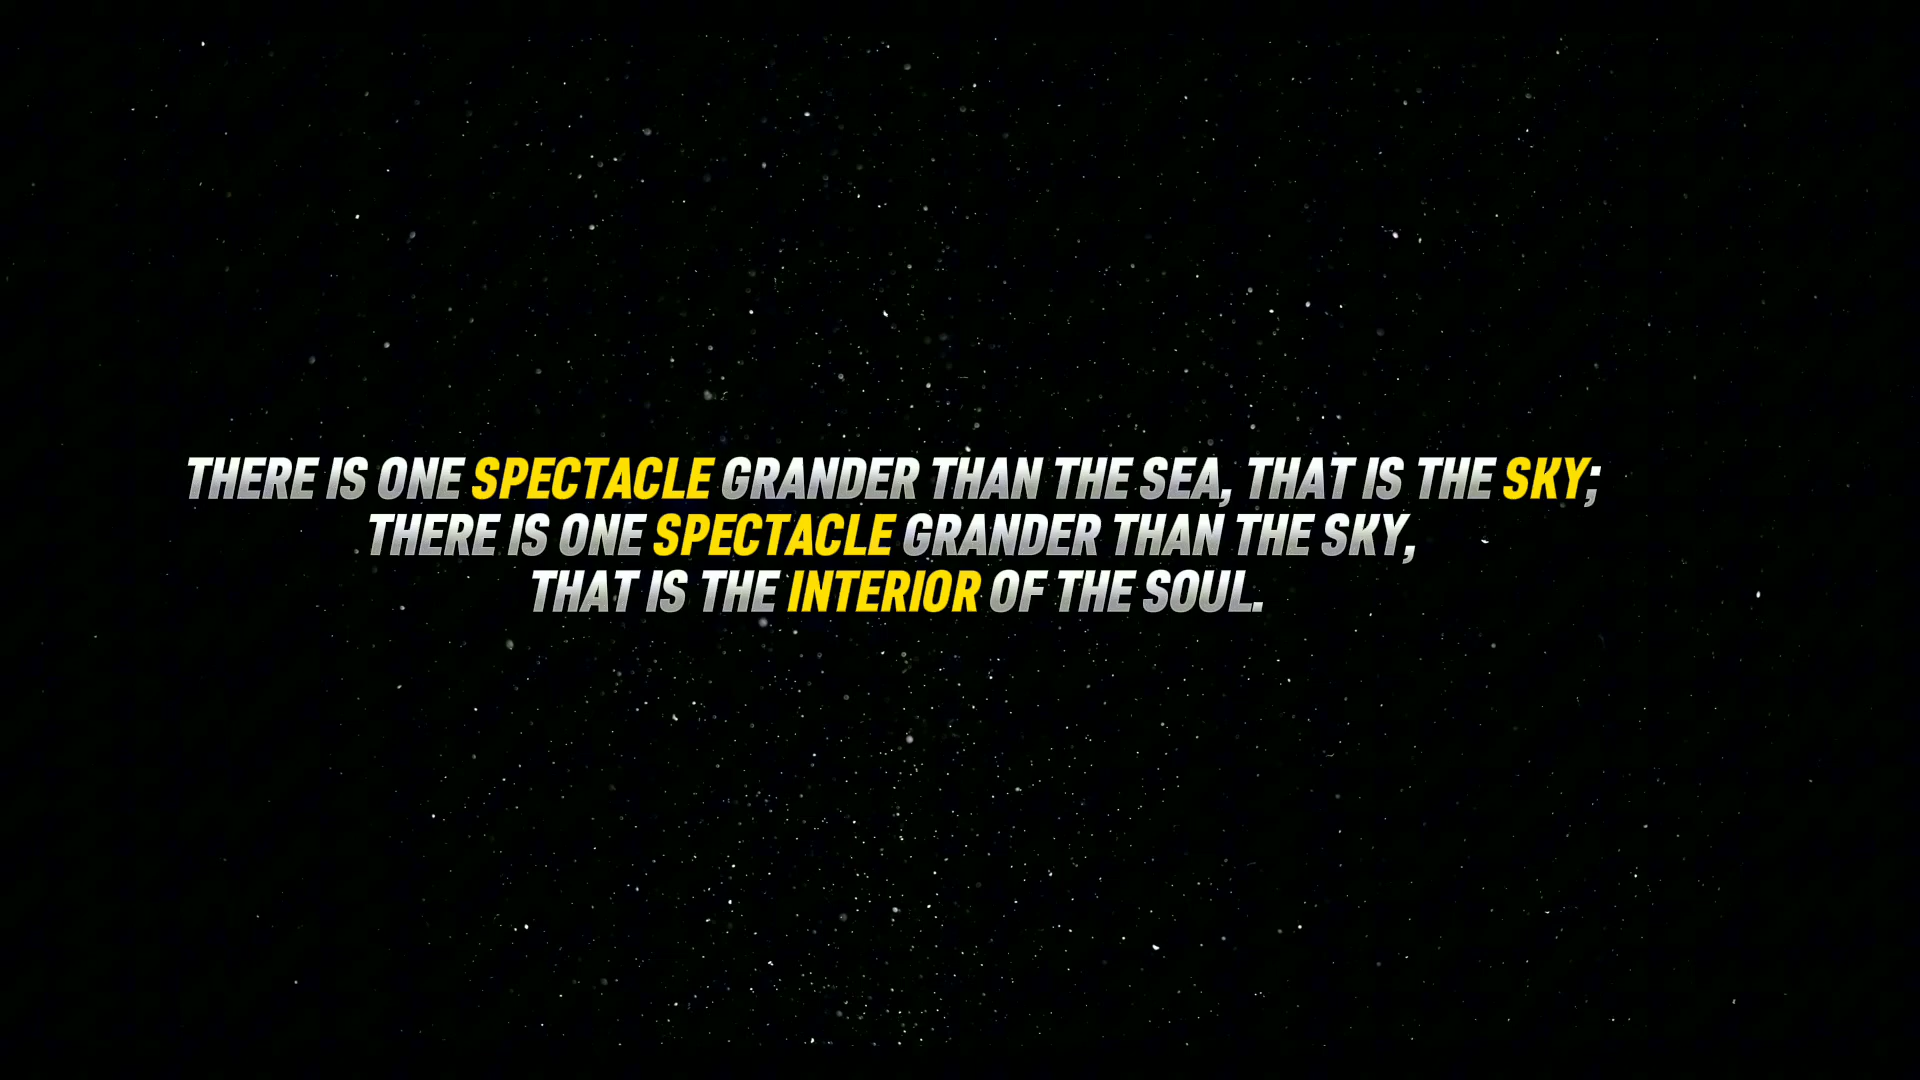 THERE IS ONE SPECTACLE GRANDER THAN THE SEA, THAT IS THE SKY;
THERE IS ONE SPECTACLE GRANDER THAN THE SKY,
THAT IS THE INTERIOR OF THE SOUL.